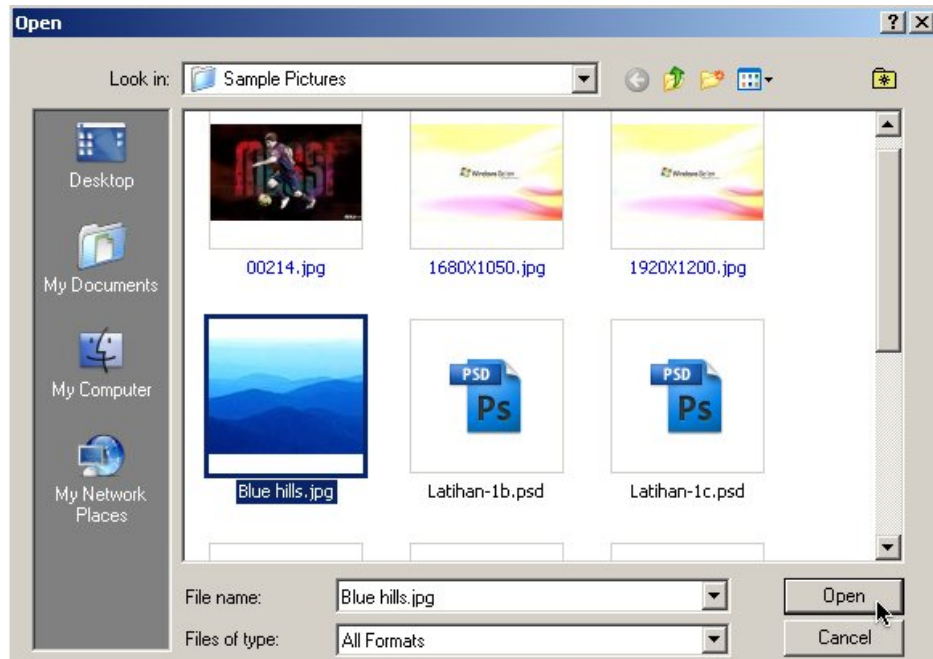 Open
Look in:
Sample Pictures
Desktop
My Documents
My Computer
My Network
Places
MESSI
00214.jpg
1680X1050.jpg
1920X1200.jpg
Blue hills.jpg
PSD
Ps
Latihan-1b.psd
PSD
Ps
Latihan-1c.psd
File name:
Blue hills.jpg
Open
Files of type:
All Formats
Cancel